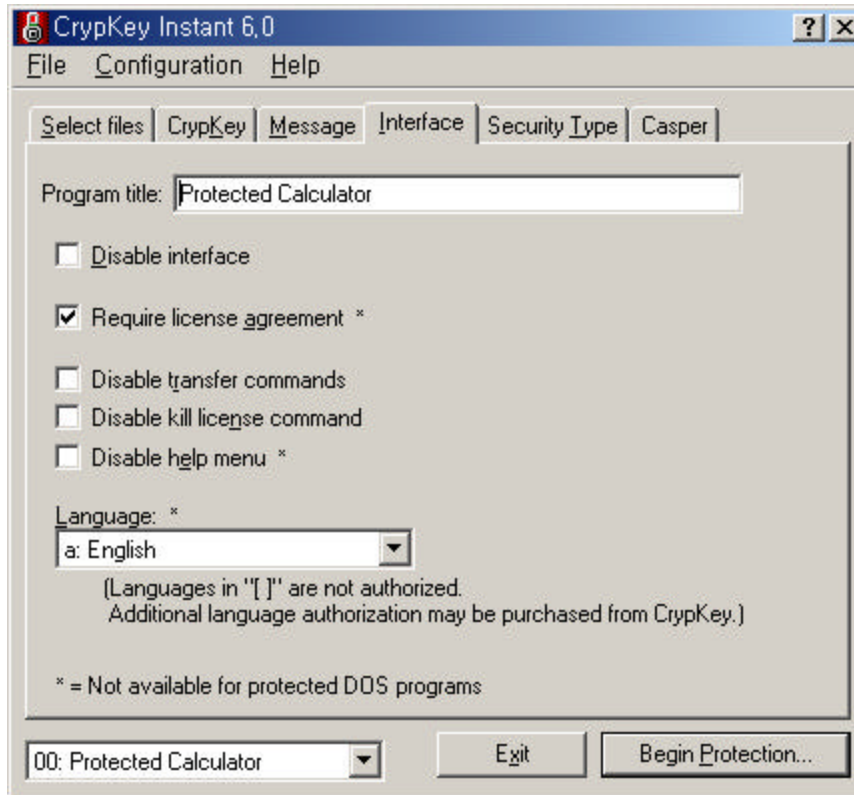 CrypKey Instant 6.0
File Configuration Help
Select files CrypKey Message Interface Security Type Casper
Program title: Protected Calculator
Disable interface
Require license agreement *
Disable transfer commands
Disable kill license command
Disable help menu *
Language: *
a: English
(Languages in "[ ]" are not authorized.
Additional language authorization may be purchased from CrypKey.)
* = Not available for protected DOS programs
00: Protected Calculator Exit Begin Protection...